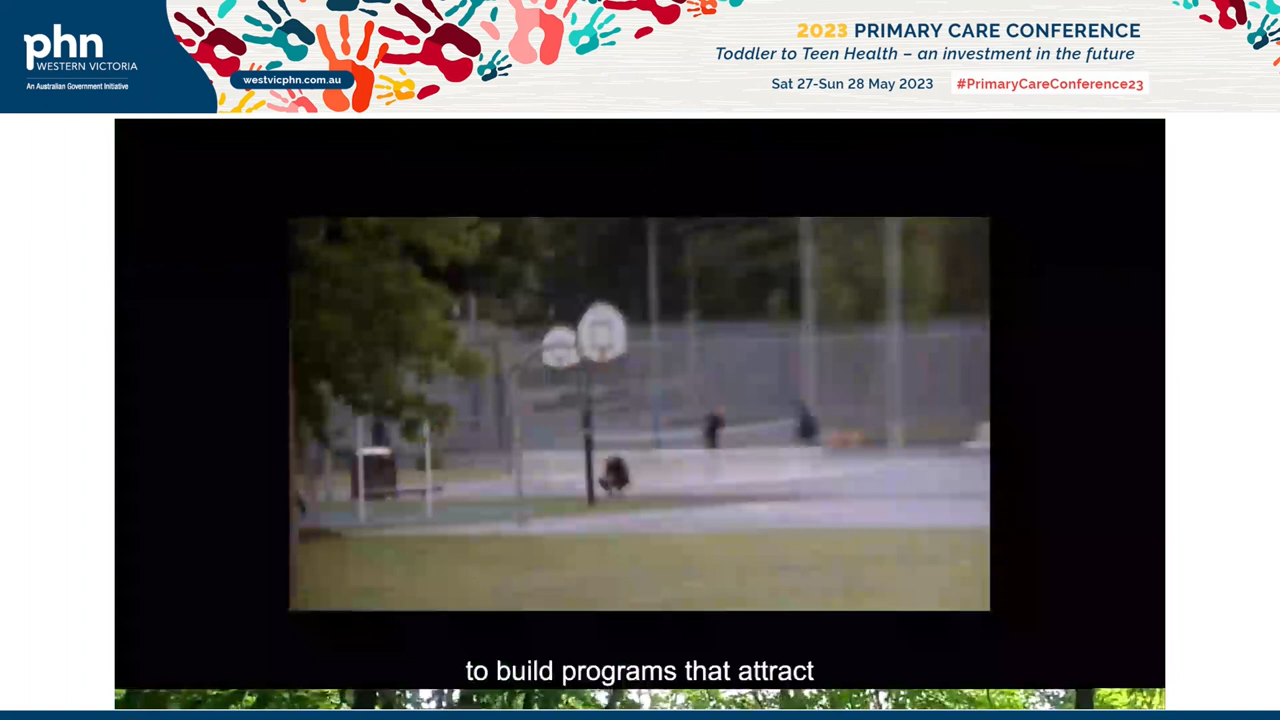 phn
WESTERN VICTORIA
An Australian Government Initiative
westvicphn.com.au
2023 PRIMARY CARE CONFERENCE
Toddler to Teen Health – an investment in the future
Sat 27-Sun 28 May 2023 #PrimaryCareConference23
to build programs that attract